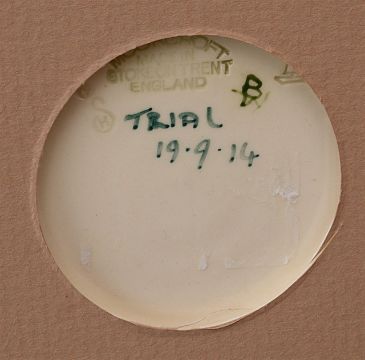 STOKE ON TRENT
ENGLAND
B
TRIAL
19.9.14